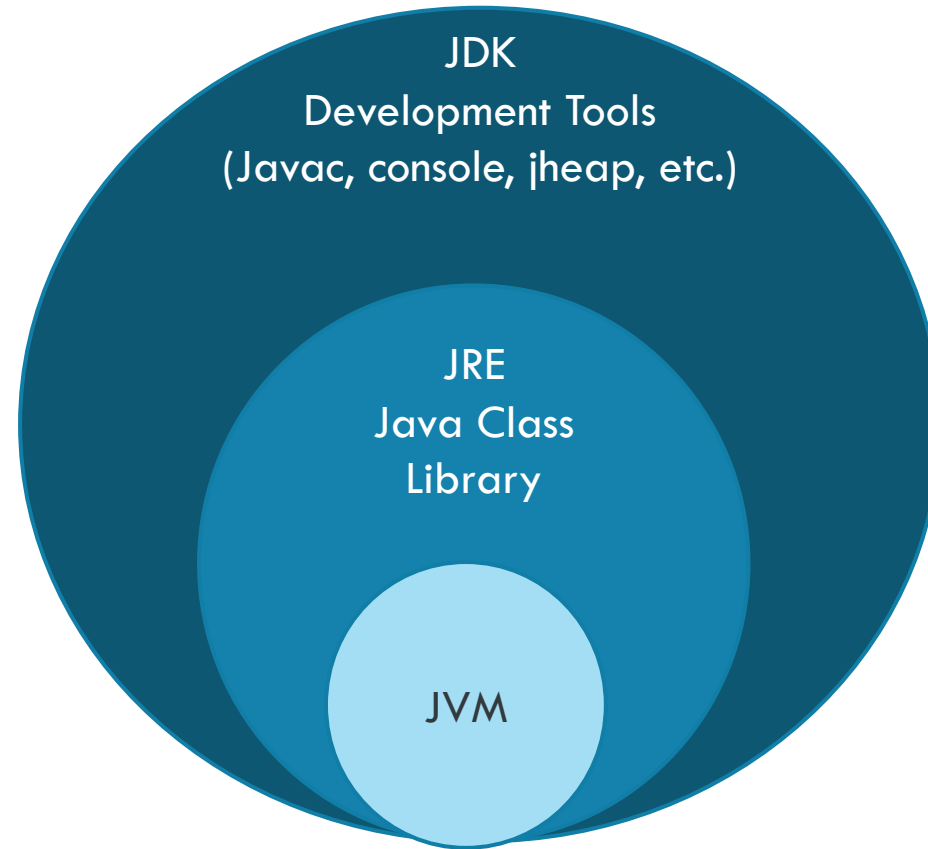 JDK
Development Tools
(Javac, console, jheap, etc.)
JRE
Java Class
Library
JVM